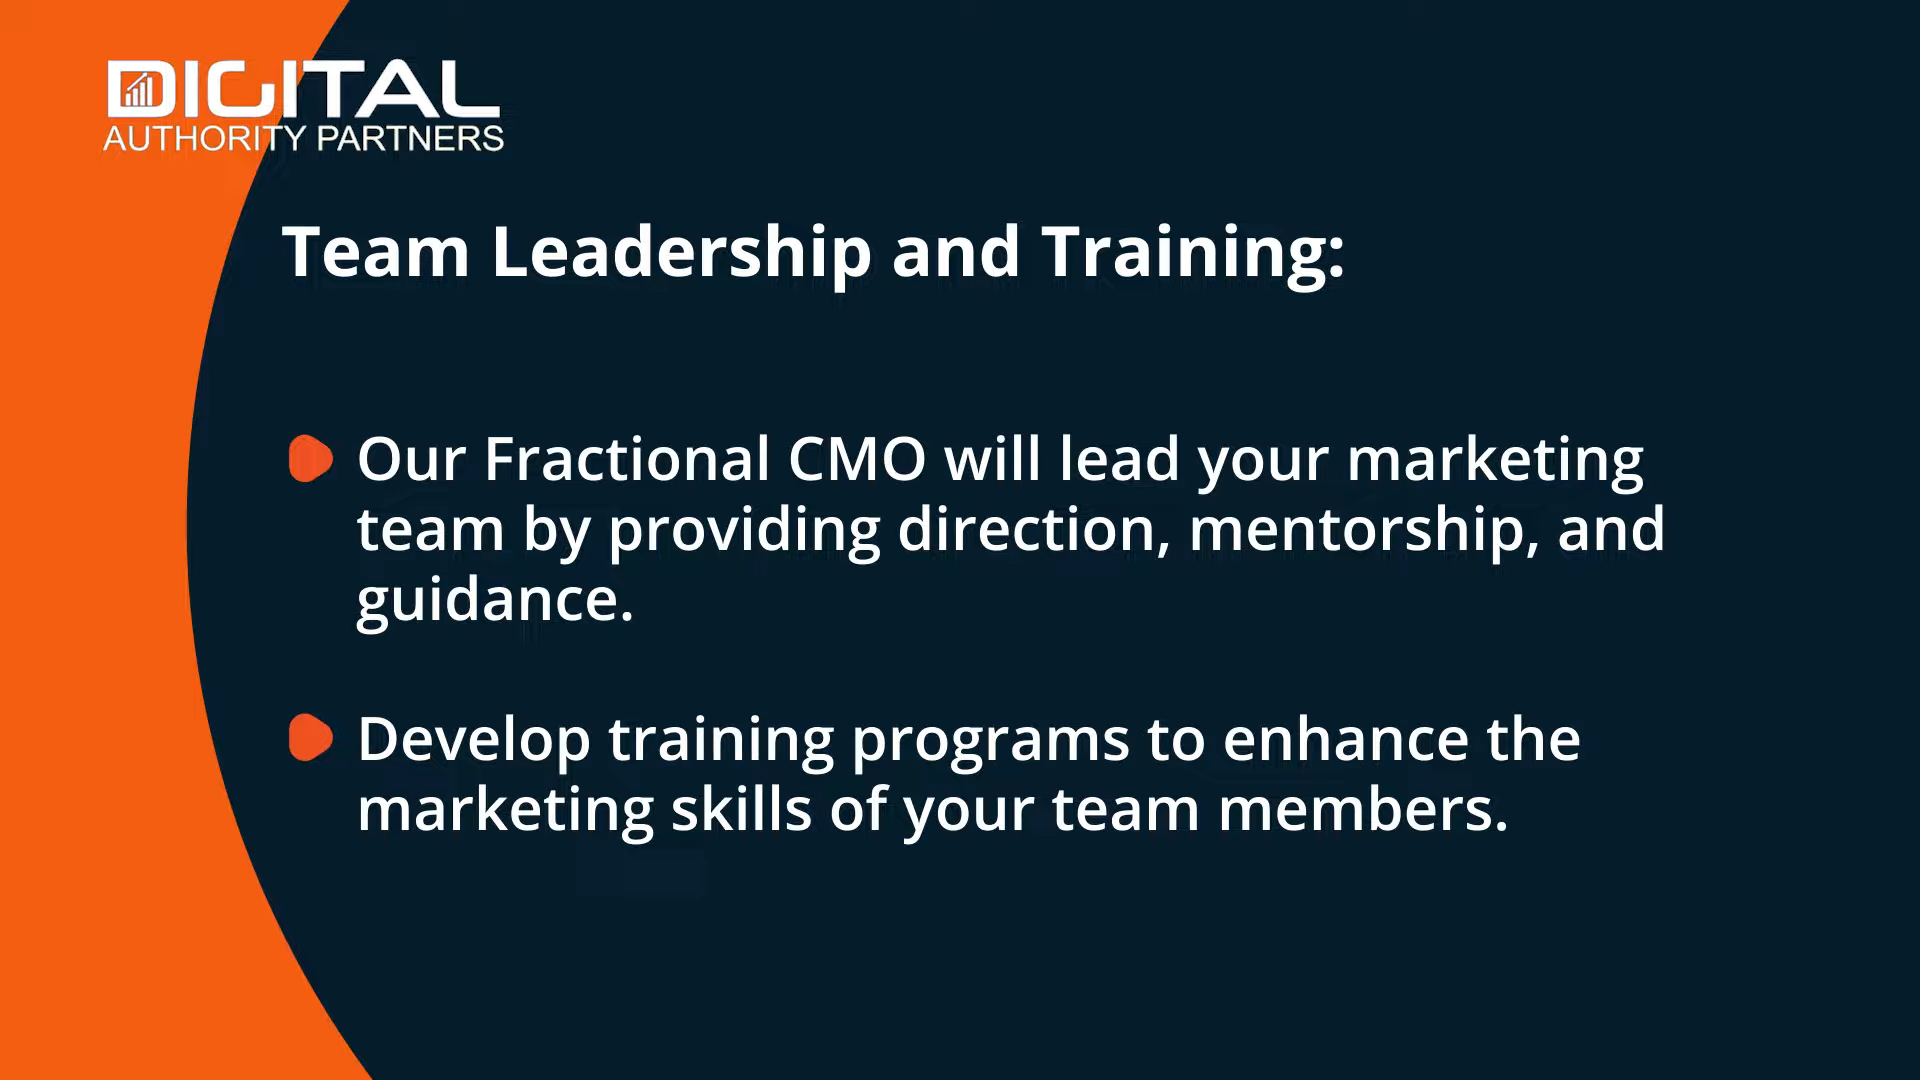 DIGITAL
AUTHORITY PARTNERS
Team Leadership and Training:
Our Fractional CMO will lead your marketing
team by providing direction, mentorship, and
guidance.
Develop training programs to enhance the
marketing skills of your team members.